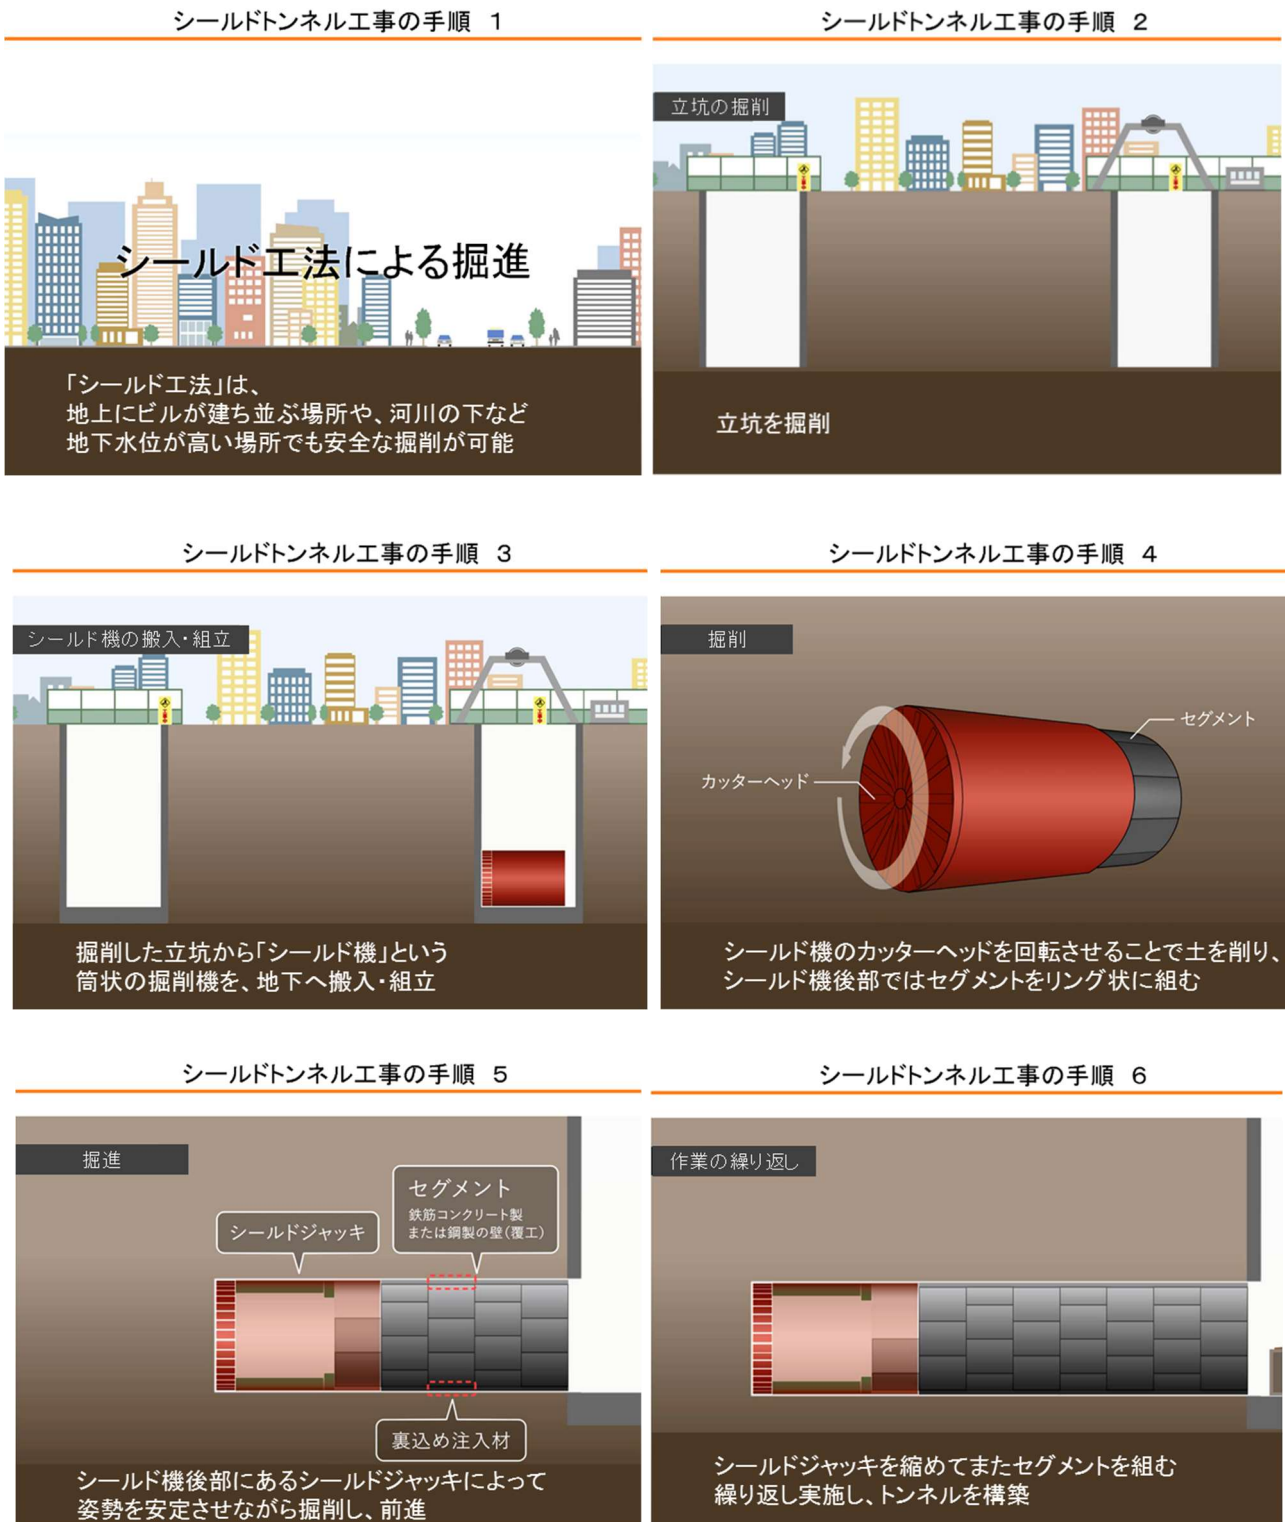 シールドトンネル工事の手順 1
シールド工法による掘進
「シールド工法」は、
地上にビルが建ち並ぶ場所や、河川の下など
地下水位が高い場所でも安全な掘削が可能
シールドトンネル工事の手順 2
立坑の掘削
立坑を掘削
シールドトンネル工事の手順 3
シールド機の搬入・組立
掘削した立坑から「シールド機」という
筒状の掘削機を、地下へ搬入・組立
シールドトンネル工事の手順 4
掘削
セグメント
カッターヘッド
シールド機のカッターヘッドを回転させることで土を削り、
シールド機後部ではセグメントをリング状に組む
シールドトンネル工事の手順 5
掘進
セグメント
鉄筋コンクリート製
または鋼製の壁(覆工)
シールドジャッキ
裏込め注入材
シールド機後部にあるシールドジャッキによって
姿勢を安定させながら掘削し、前進
シールドトンネル工事の手順 6
作業の繰り返し
シールドジャッキを縮めてまたセグメントを組む
繰り返し実施し、トンネルを構築